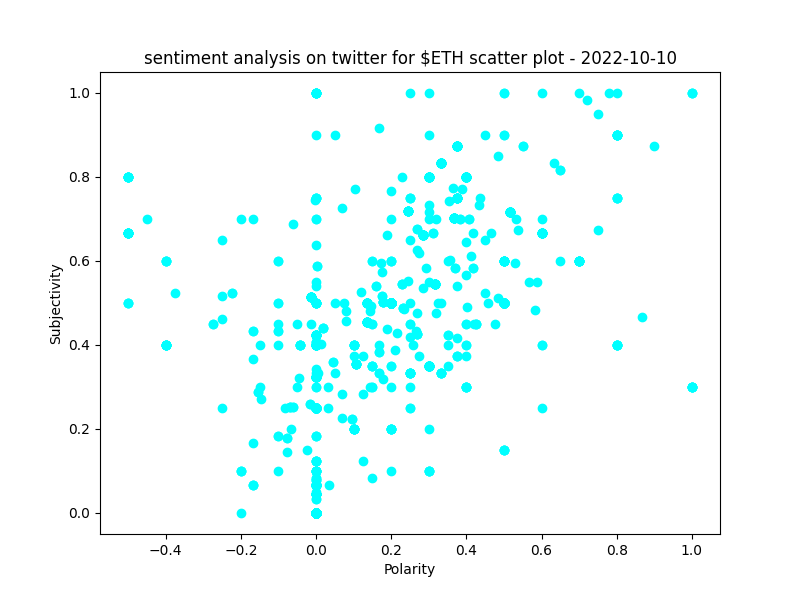 sentiment analysis on twitter for $ETH scatter plot - 2022-10-10
1.0
0.8
0.6
Subjectivity
0.4
0.2
0.0
−0.4 −0.2 0.0 0.2 0.4 0.6 0.8 1.0
Polarity